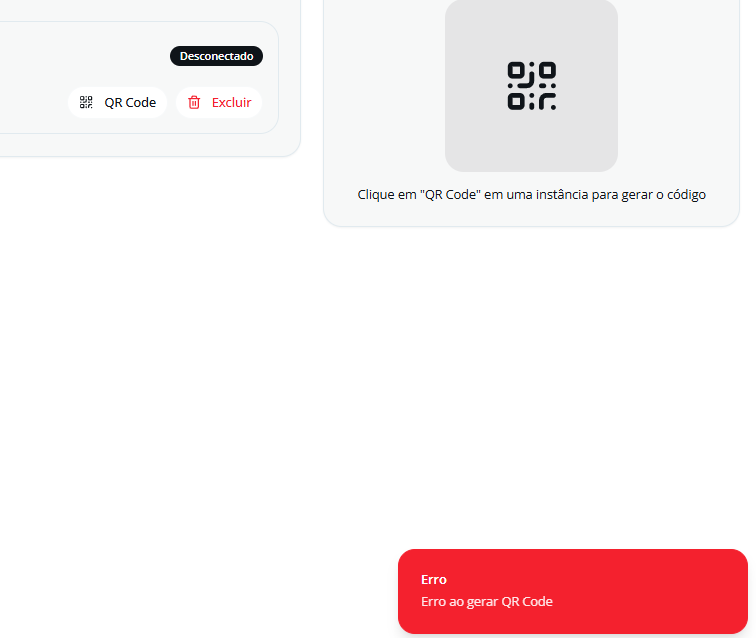 Desconectado
QR Code
Excluir
Clique em "QR Code" em uma instância para gerar o código
Erro
Erro ao gerar QR Code